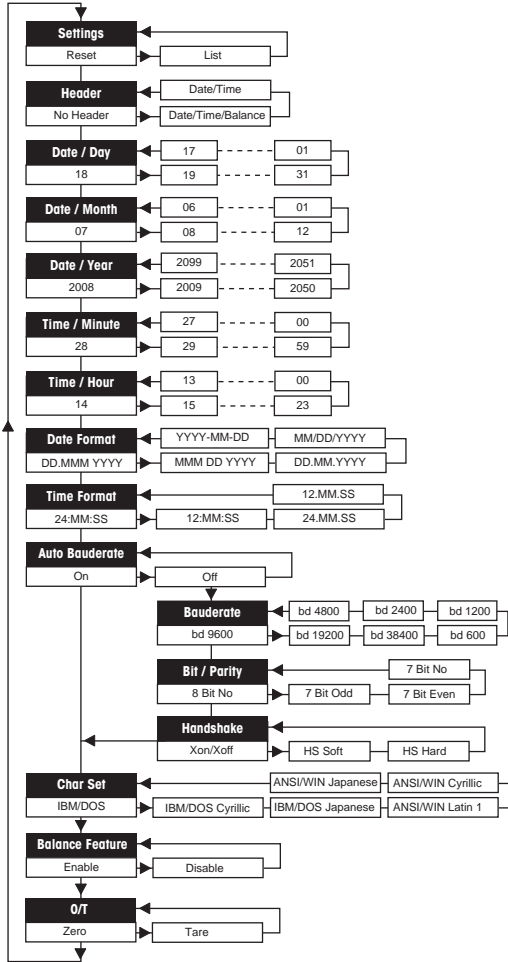 Settings
Reset List
Header Date/Time
No Header Date/Time/Balance
Date / Day 17 01
18 19 31
Date / Month 06 01
07 08 12
Date / Year 2099 2051
2008 2009 2050
Time / Minute 27 00
28 29 59
Time / Hour 13 00
14 15 23
Date Format YYYY-MM-DD MM/DD/YYYY
DD.MMM YYYY MMM DD YYYY DD.MM.YYYY
Time Format 12.MM.SS
24:MM:SS 12:MM:SS 24.MM.SS
Auto Bauderate
On Off
Bauderate bd 4800 bd 2400 bd 1200
bd 9600 bd 19200 bd 38400 bd 600
Bit / Parity 7 Bit No
8 Bit No 7 Bit Odd 7 Bit Even
Handshake
Xon/Xoff HS Soft HS Hard
Char Set ANSI/WIN Japanese ANSI/WIN Cyrillic
IBM/DOS IBM/DOS Cyrillic IBM/DOS Japanese ANSI/WIN Latin 1
Balance Feature
Enable Disable
O/T
Zero Tare